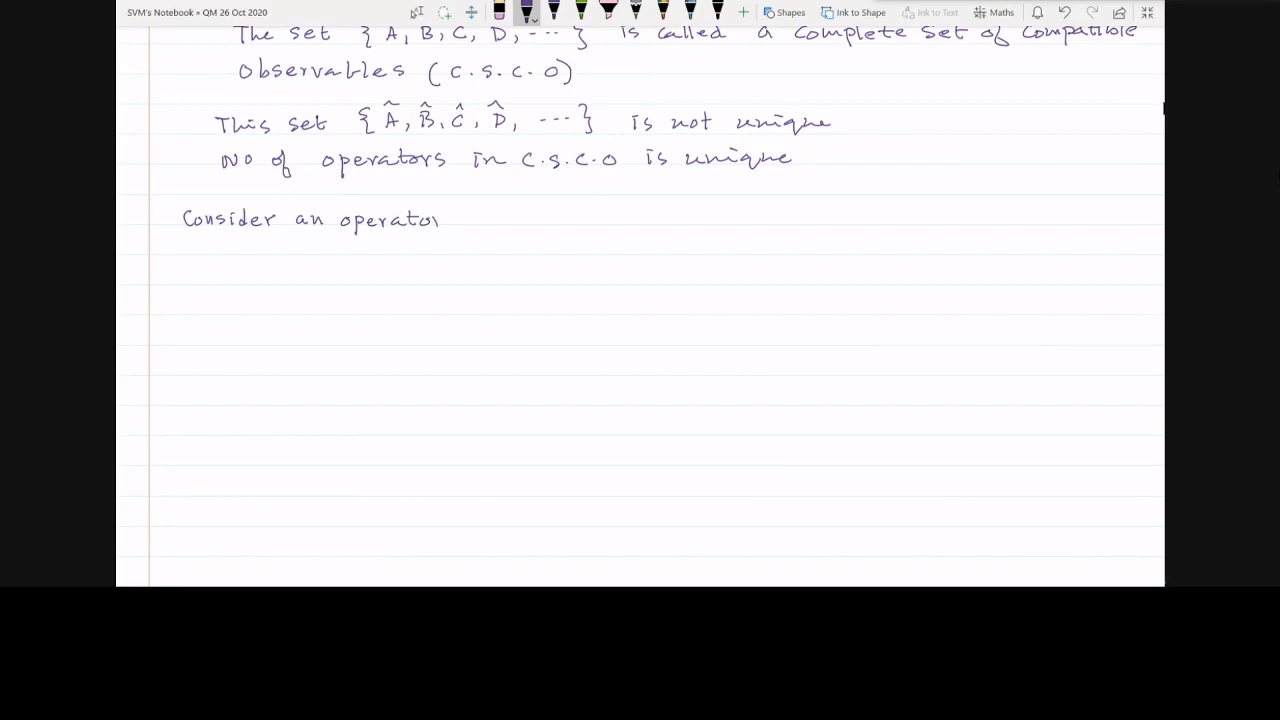 SVM's Notebook » QM 26 Oct 2020
Shapes
Ink to Shape
Ink to Text
Maths
The set { A, B, C, D, --- } is called a complete set of compatible
observables (c.s.c.o)
This set { Â, B̂, Ĉ, D̂, --- } is not unique
No of operators in c.s.c.o is unique
Consider an operator